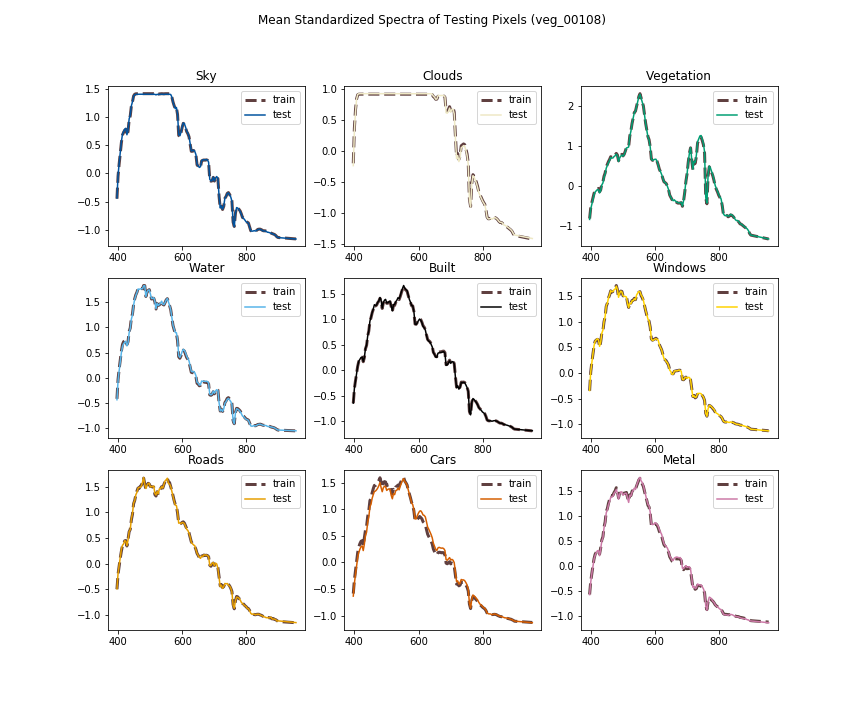 Mean Standardized Spectra of Testing Pixels (veg_00108)
Sky
Clouds
Vegetation
1.5
1.0
0.5
0.0
−0.5
−1.0
400
600
800
train
test
1.0
0.5
0.0
−0.5
−1.0
−1.5
400
600
800
train
test
2
1
0
−1
400
600
800
train
test
Water
Built
Windows
1.5
1.0
0.5
0.0
−0.5
−1.0
400
600
800
train
test
1.5
1.0
0.5
0.0
−0.5
−1.0
400
600
800
train
test
1.5
1.0
0.5
0.0
−0.5
−1.0
400
600
800
train
test
Roads
Cars
Metal
1.5
1.0
0.5
0.0
−0.5
−1.0
400
600
800
train
test
1.5
1.0
0.5
0.0
−0.5
−1.0
400
600
800
train
test
1.5
1.0
0.5
0.0
−0.5
−1.0
400
600
800
train
test